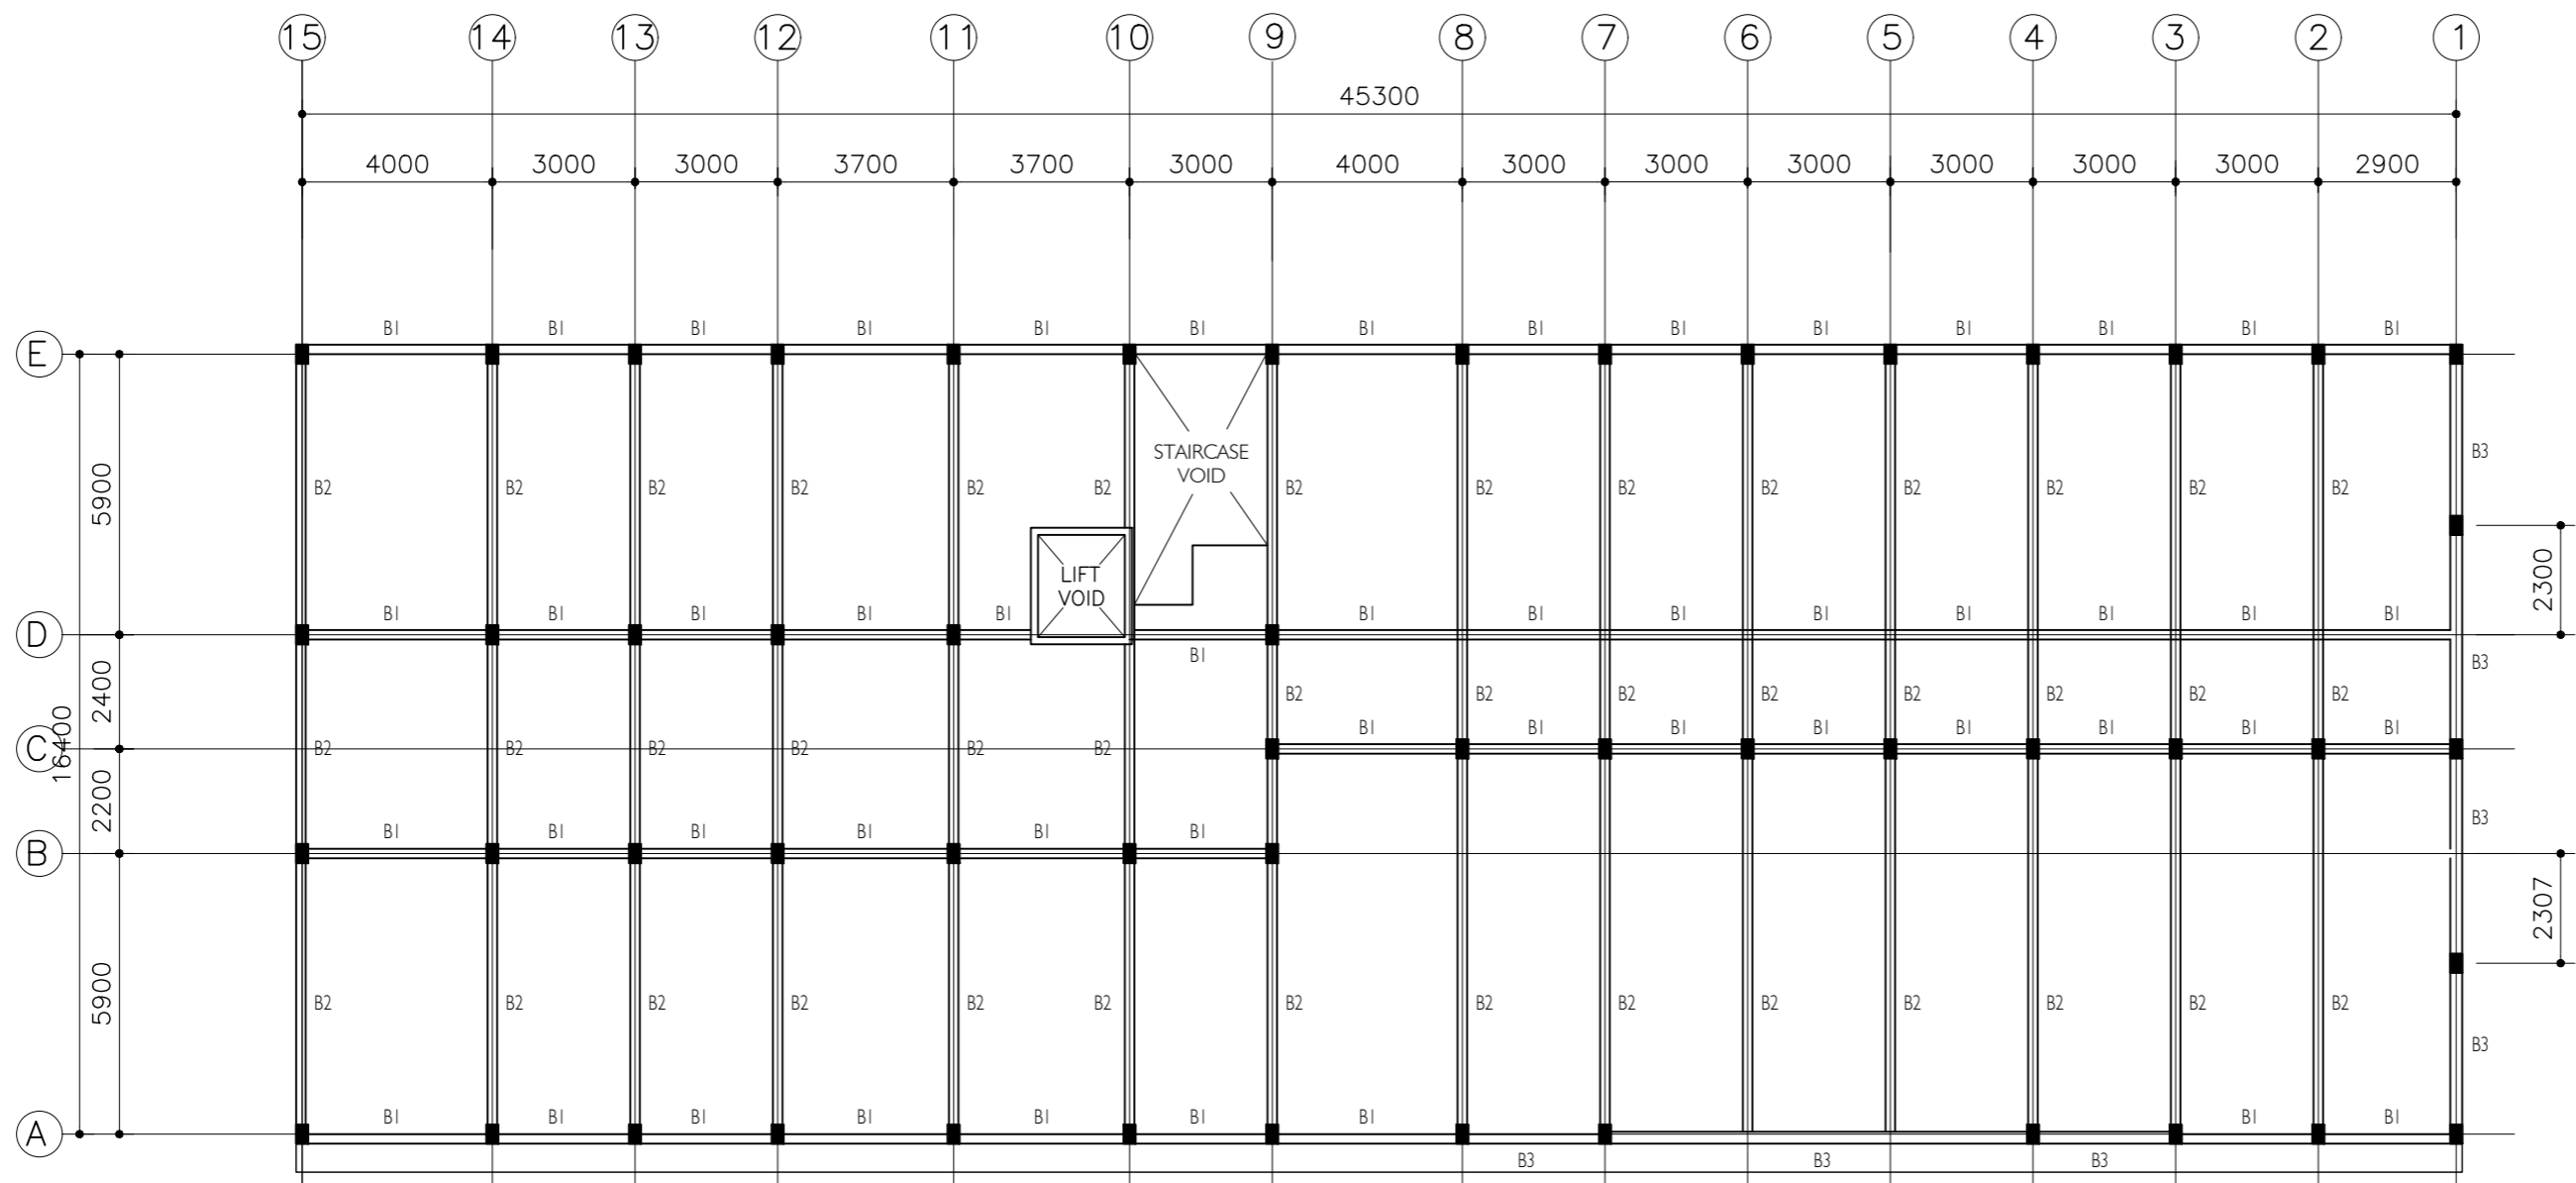 15 14 13 12 11 10 9 8 7 6 5 4 3 2 1
45300
4000 3000 3000 3700 3700 3000 4000 3000 3000 3000 3000 3000 3000 2900
B1 B1 B1 B1 B1 B1 B1 B1 B1 B1 B1 B1 B1 B1
E
STAIRCASE
VOID
B3
5900
B2 B2 B2 B2 B2 B2 B2 B2 B2 B2 B2 B2 B2 B2
LIFT
VOID
2300
B1 B1 B1 B1 B1 B1 B1 B1 B1 B1 B1 B1 B1
D
B1
B3
2400
B2 B2 B2 B2 B2 B2 B2 B2
B1 B1 B1 B1 B1 B1 B1 B1
C
16400
B2 B2 B2 B2 B2 B2
2200
B3
B1 B1 B1 B1 B1 B1
B
2307
5900
B2 B2 B2 B2 B2 B2 B2 B2 B2 B2 B2 B2 B2 B2
B3
B1 B1 B1 B1 B1 B1 B1 B1 B1
A
B3 B3 B3